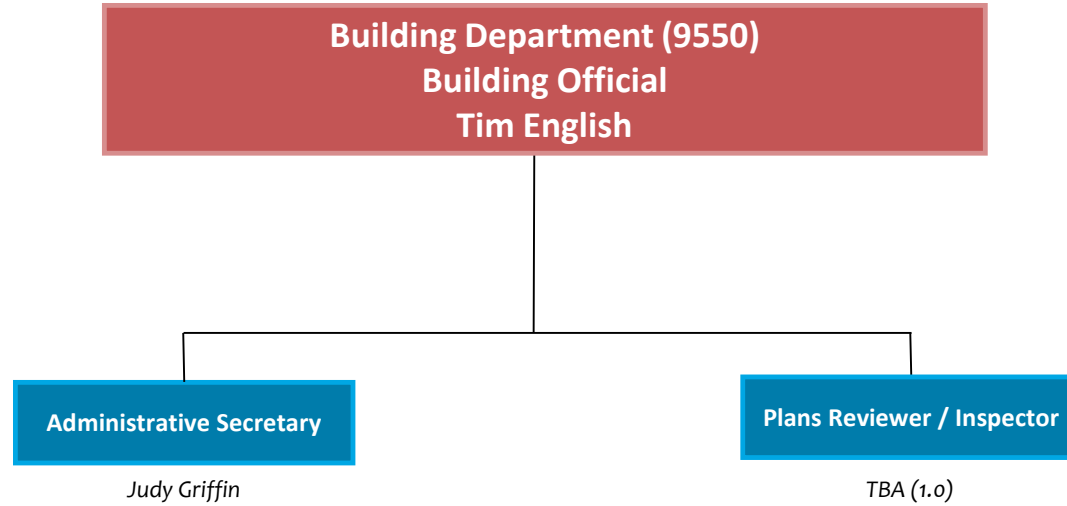 Building Department (9550)
Building Official
Tim English
Administrative Secretary
Plans Reviewer / Inspector
Judy Griffin
TBA (1.0)